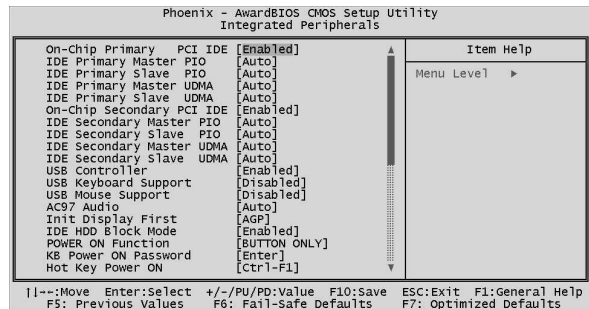 Phoenix - AwardBIOS CMOS Setup Utility
Integrated Peripherals
On-Chip Primary PCI IDE [Enabled]
IDE Primary Master PIO [Auto]
IDE Primary Slave PIO [Auto]
IDE Primary Master UDMA [Auto]
IDE Primary Slave UDMA [Auto]
On-Chip Secondary PCI IDE [Enabled]
IDE Secondary Master PIO [Auto]
IDE Secondary Slave PIO [Auto]
IDE Secondary Master UDMA [Auto]
IDE Secondary Slave UDMA [Auto]
USB Controller [Enabled]
USB Keyboard Support [Disabled]
USB Mouse Support [Disabled]
AC97 Audio [Auto]
Init Display First [AGP]
IDE HDD Block Mode [Enabled]
POWER ON Function [BUTTON ONLY]
KB Power ON Password [Enter]
Hot Key Power ON [Ctrl-F1]
Item Help
Menu Level ▶
↑↓→←:Move Enter:Select +/-/PU/PD:Value F10:Save ESC:Exit F1:General Help
F5: Previous Values F6: Fail-Safe Defaults F7: Optimized Defaults